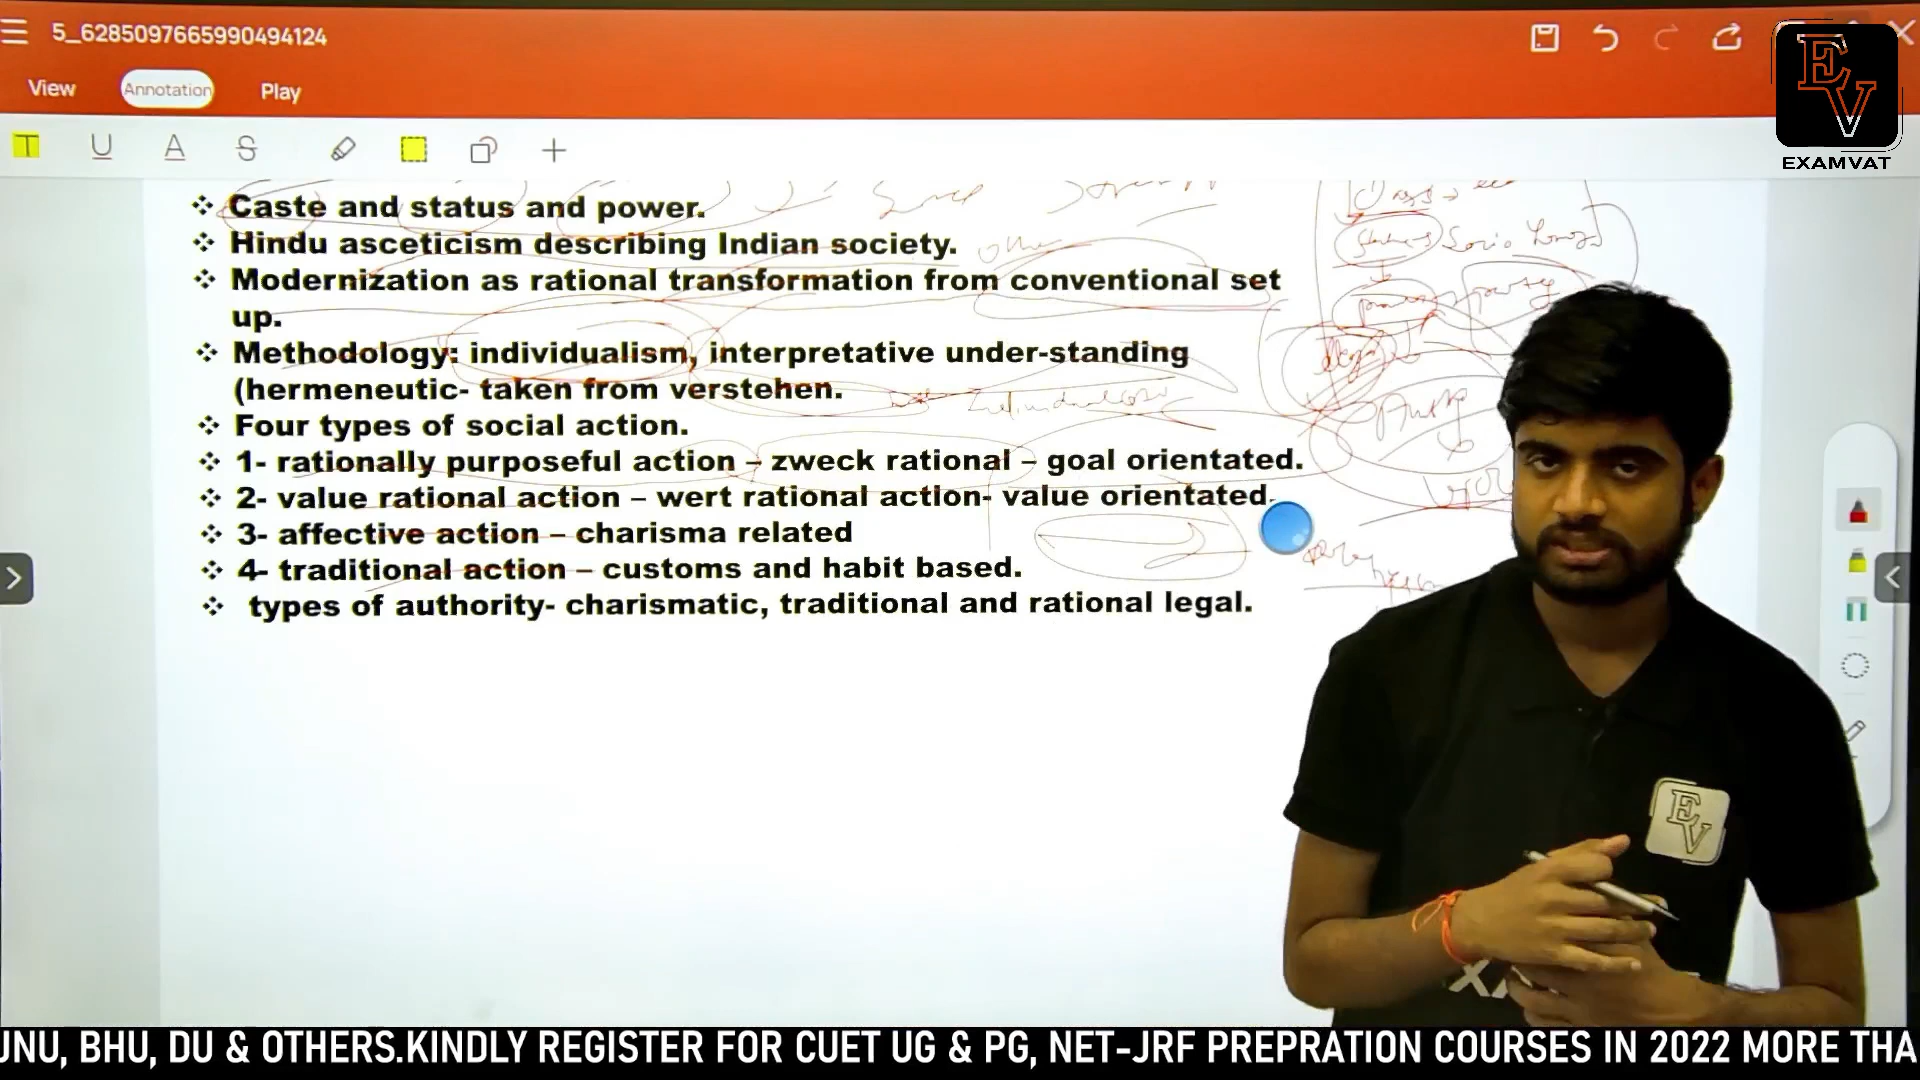 5_6285097665990494124
View Annotation Play
T U A S
EV
EXAMVAT
Caste and status and power.
Hindu asceticism describing Indian society.
Modernization as rational transformation from conventional set
up.
Methodology: individualism, interpretative under-standing
(hermeneutic- taken from verstehen.
Four types of social action.
1- rationally purposeful action – zweck rational – goal orientated.
2- value rational action – wert rational action- value orientated.
3- affective action – charisma related
4- traditional action – customs and habit based.
types of authority- charismatic, traditional and rational legal.
EV
JNU, BHU, DU & OTHERS.KINDLY REGISTER FOR CUET UG & PG, NET-JRF PREPRATION COURSES IN 2022 MORE THA